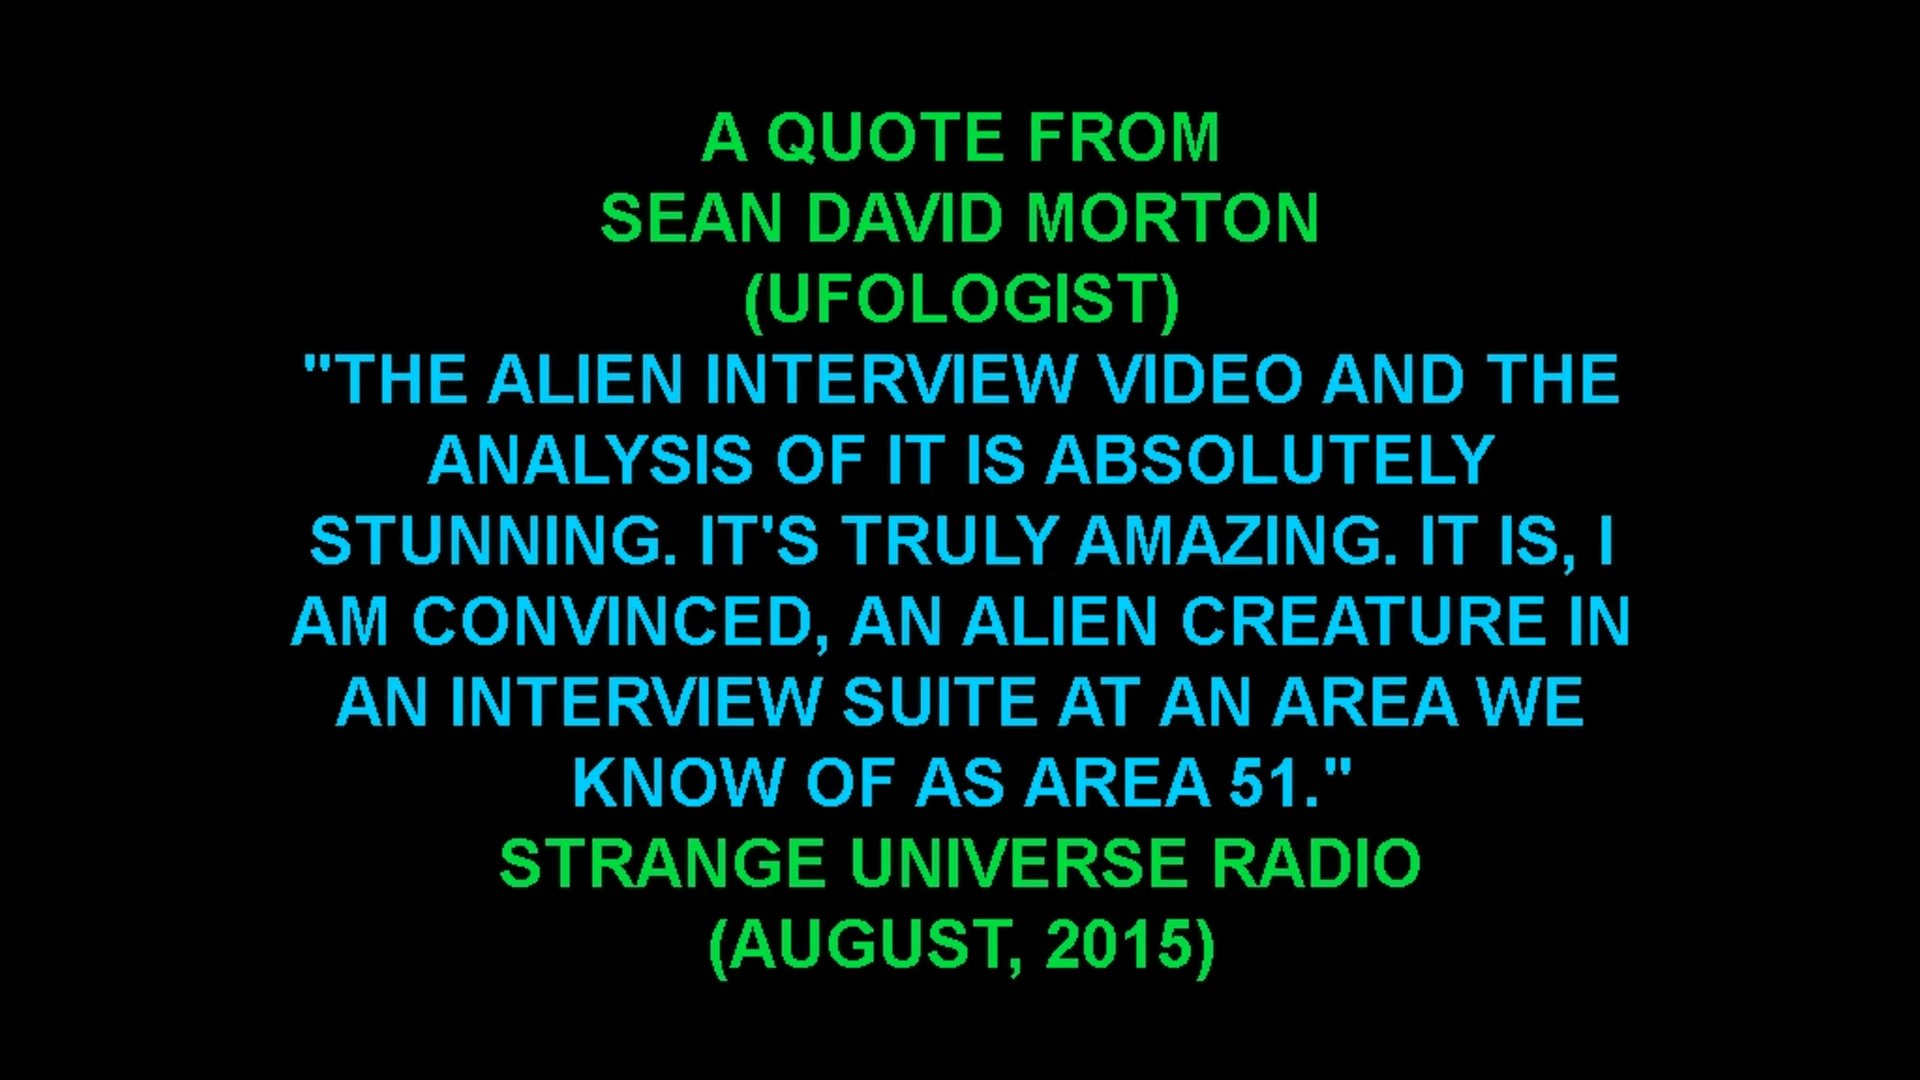 A QUOTE FROM
SEAN DAVID MORTON
(UFOLOGIST)
"THE ALIEN INTERVIEW VIDEO AND THE
ANALYSIS OF IT IS ABSOLUTELY
STUNNING. IT'S TRULY AMAZING. IT IS, I
AM CONVINCED, AN ALIEN CREATURE IN
AN INTERVIEW SUITE AT AN AREA WE
KNOW OF AS AREA 51."
STRANGE UNIVERSE RADIO
(AUGUST, 2015)